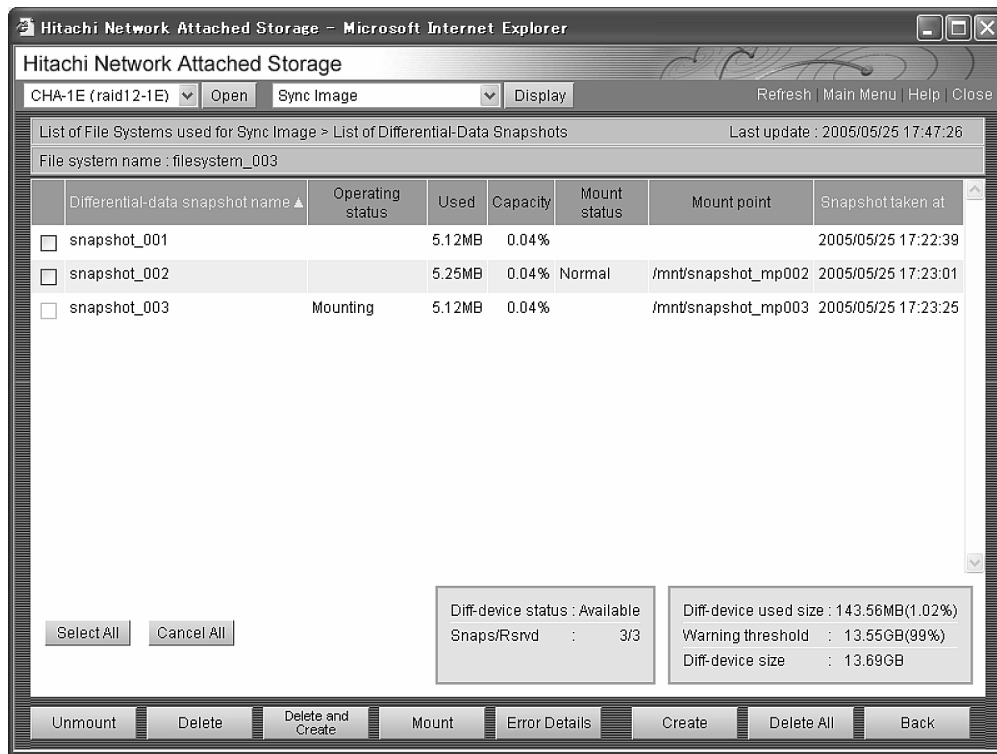 Hitachi Network Attached Storage - Microsoft Internet Explorer
Hitachi Network Attached Storage
CHA-1E (raid12-1E) Open Sync Image Display Refresh | Main Menu | Help | Close
List of File Systems used for Sync Image > List of Differential-Data Snapshots Last update : 2005/05/25 17:47:26
File system name : filesystem_003
Differential-data snapshot name ▲ Operating status Used Capacity Mount status Mount point Snapshot taken at
snapshot_001 5.12MB 0.04% 2005/05/25 17:22:39
snapshot_002 5.25MB 0.04% Normal /mnt/snapshot_mp002 2005/05/25 17:23:01
snapshot_003 Mounting 5.12MB 0.04% /mnt/snapshot_mp003 2005/05/25 17:23:25
Select All Cancel All
Diff-device status : Available
Snaps/Rsrvd : 3/3
Diff-device used size : 143.56MB(1.02%)
Warning threshold : 13.55GB(99%)
Diff-device size : 13.69GB
Unmount Delete Delete and Create Mount Error Details Create Delete All Back